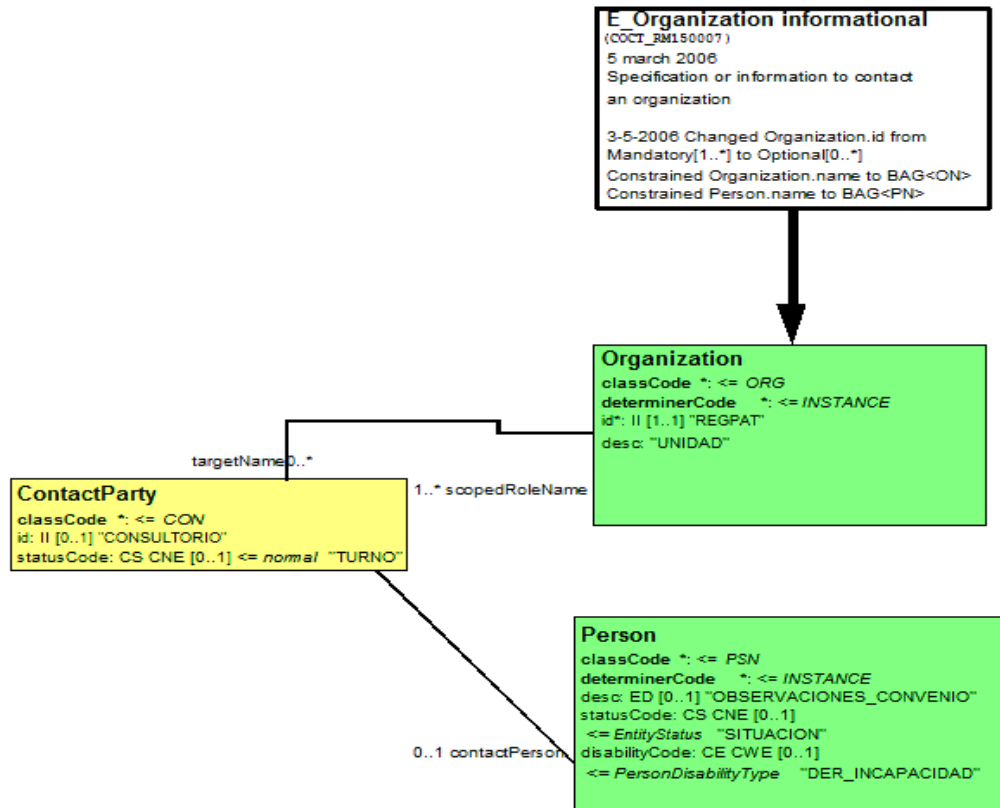 E_Organization informational
(COCT_RM150007)
5 march 2006
Specification or information to contact
an organization
3-5-2006 Changed Organization.id from
Mandatory[1..*] to Optional[0..*]
Constrained Organization.name to BAG<ON>
Constrained Person.name to BAG<PN>
Organization
classCode *: <= ORG
determinerCode *: <= INSTANCE
id*: II [1..1] "REGPAT"
desc: "UNIDAD"
targetName0..*
1..* scopedRoleName
ContactParty
classCode *: <= CON
id: II [0..1] "CONSULTORIO"
statusCode: CS CNE [0..1] <= normal "TURNO"
Person
classCode *: <= PSN
determinerCode *: <= INSTANCE
desc: ED [0..1] "OBSERVACIONES_CONVENIO"
statusCode: CS CNE [0..1]
<= EntityStatus "SITUACION"
disabilityCode: CE CWE [0..1]
<= PersonDisabilityType "DER_INCAPACIDAD"
0..1 contactPerson